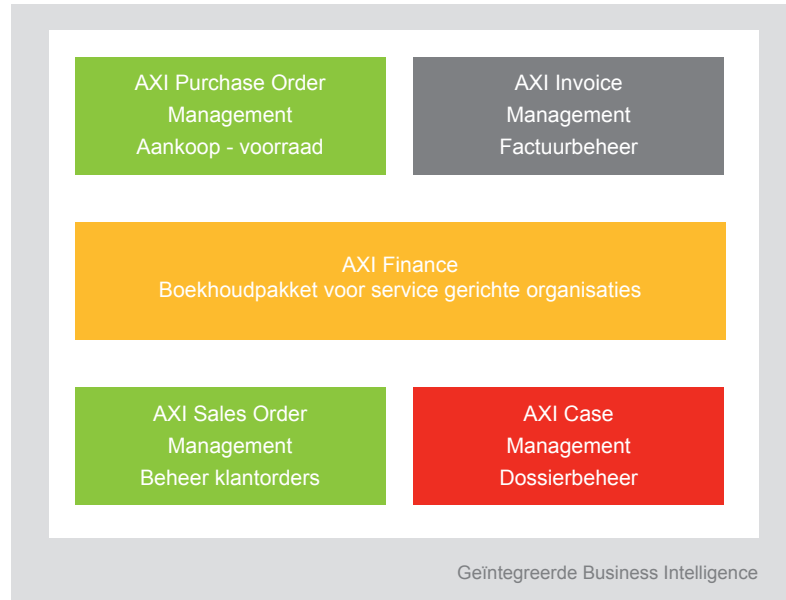 AXI Purchase Order
Management
Aankoop - voorraad
AXI Invoice
Management
Factuurbeheer
AXI Finance
Boekhoudpakket voor service gerichte organisaties
AXI Sales Order
Management
Beheer klantorders
AXI Case
Management
Dossierbeheer
Geïntegreerde Business Intelligence